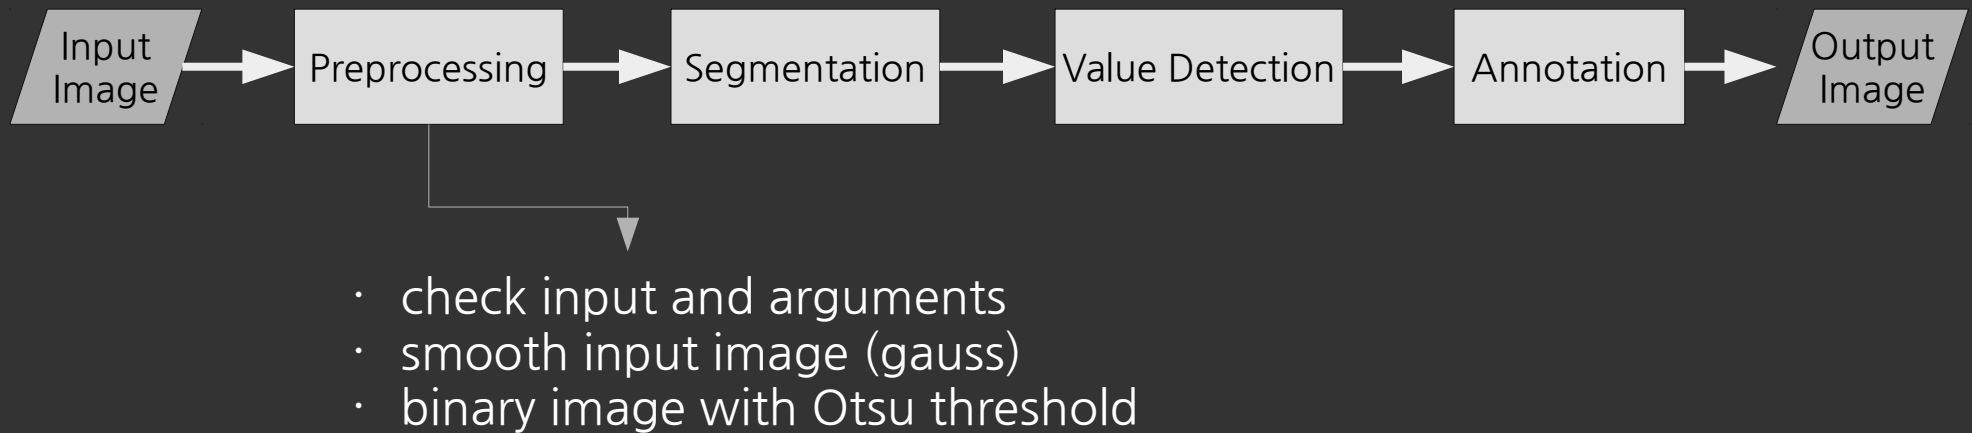 Input
Image
Preprocessing
Segmentation
Value Detection
Annotation
Output
Image
· check input and arguments
· smooth input image (gauss)
· binary image with Otsu threshold